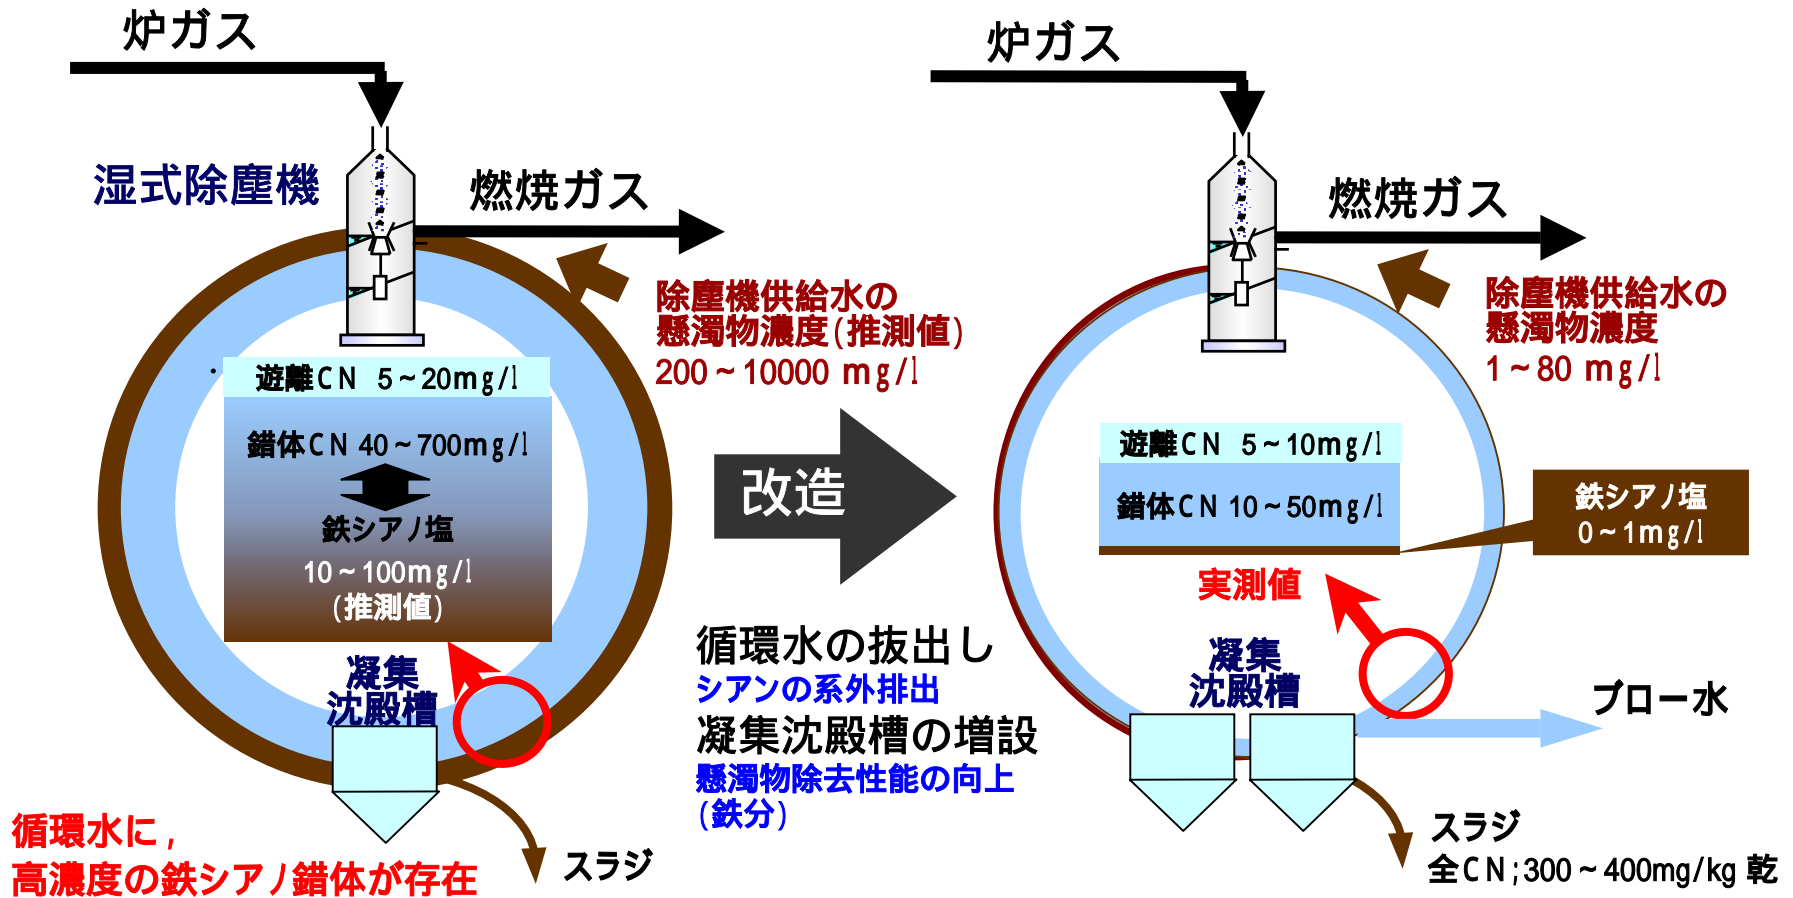 炉ガス
湿式除塵機
燃焼ガス
除塵機供給水の
懸濁物濃度(推測値)
200～10000 mg/l
遊離CN 5～20mg/l
錯体CN 40～700mg/l
鉄シアノ塩
10～100mg/l
(推測値)
凝集
沈殿槽
循環水に,
高濃度の鉄シアノ錯体が存在
スラジ
改造
循環水の抜出し
シアンの系外排出
凝集沈殿槽の増設
懸濁物除去性能の向上
(鉄分)
炉ガス
燃焼ガス
除塵機供給水の
懸濁物濃度
1～80 mg/l
遊離CN 5～10mg/l
錯体CN 10～50mg/l
鉄シアノ塩
0～1mg/l
実測値
凝集
沈殿槽
ブロー水
スラジ
全CN;300～400mg/kg 乾